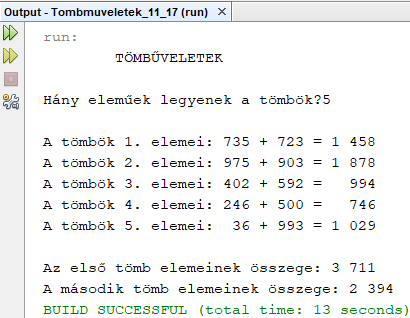 Output - Tombmuveletek_11_17 (run) ×
run:
TÖMBŰVELETEK
Hány eleműek legyenek a tömbök?5
A tömbök 1. elemei: 735 + 723 = 1 458
A tömbök 2. elemei: 975 + 903 = 1 878
A tömbök 3. elemei: 402 + 592 =   994
A tömbök 4. elemei: 246 + 500 =   746
A tömbök 5. elemei:  36 + 993 = 1 029
Az első tömb elemeinek összege: 3 711
A második tömb elemeinek összege: 2 394
BUILD SUCCESSFUL (total time: 13 seconds)